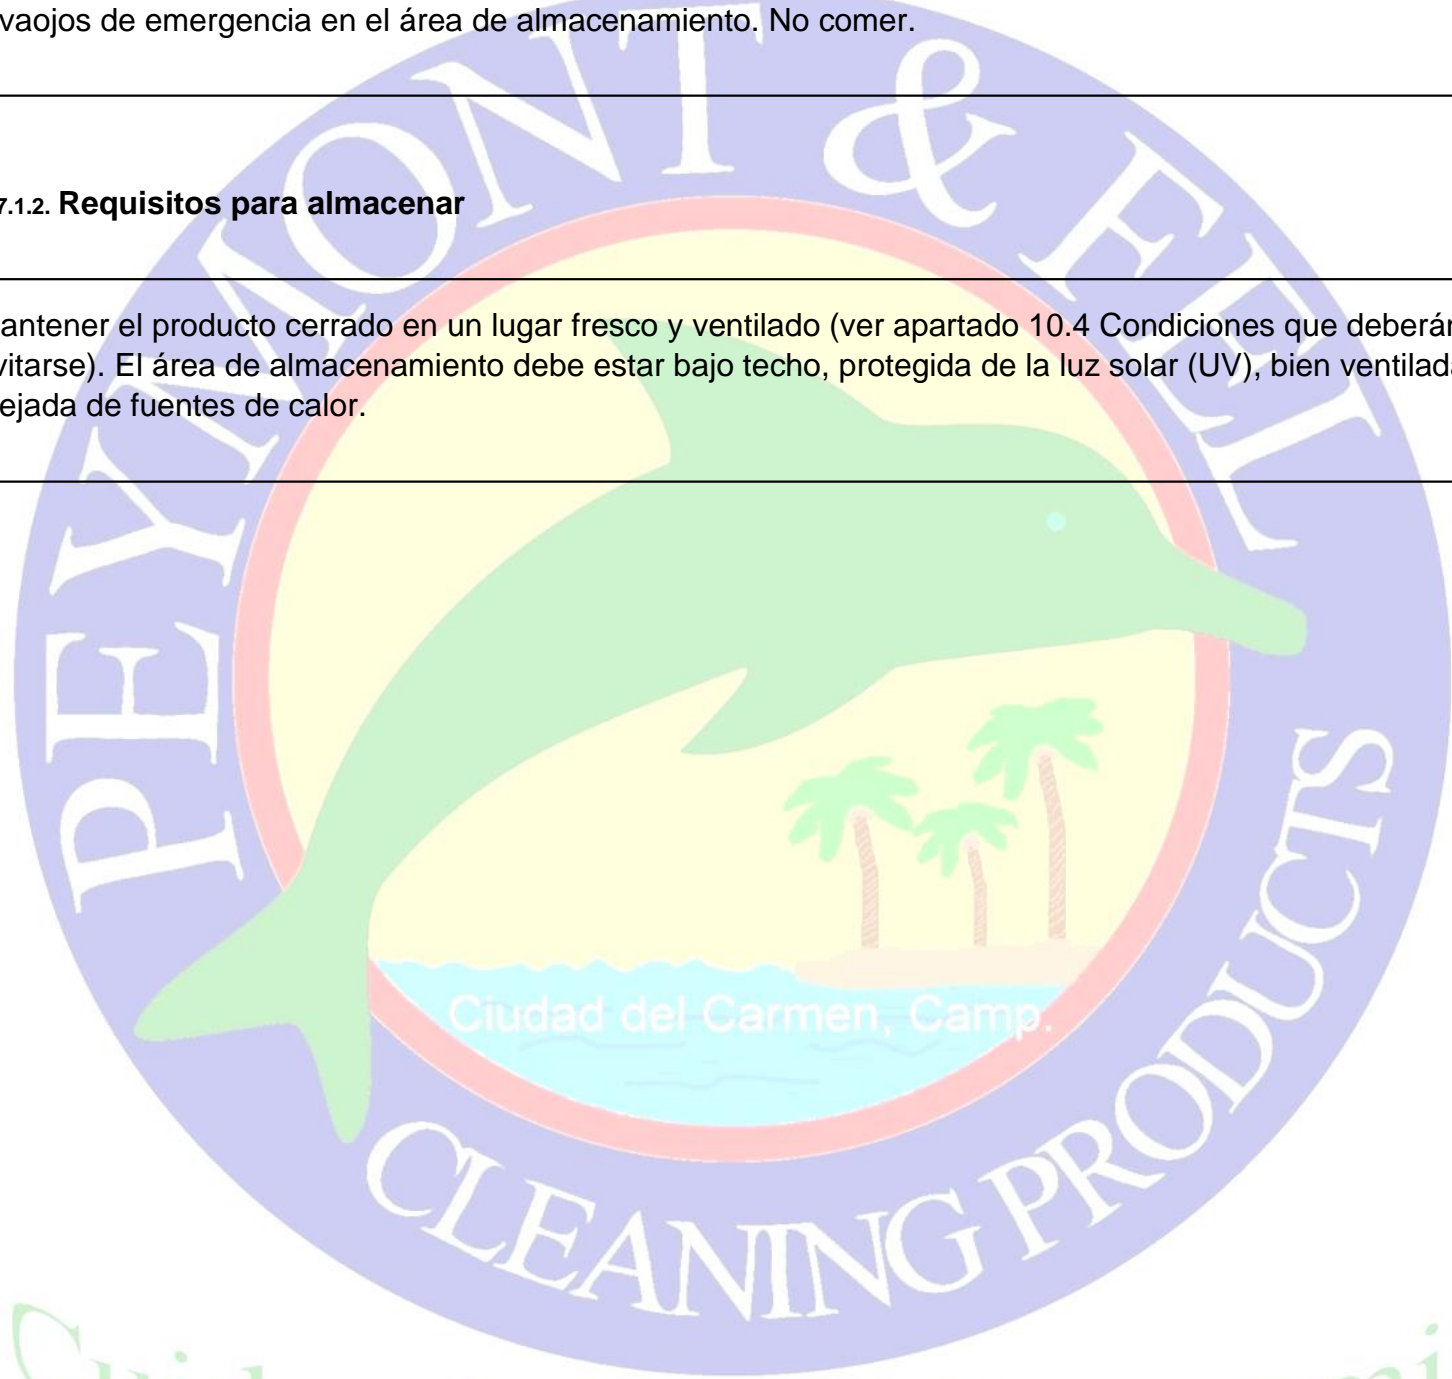 vaojos de emergencia en el área de almacenamiento. No comer.
7.1.2. Requisitos para almacenar
antener el producto cerrado en un lugar fresco y ventilado (ver apartado 10.4 Condiciones que deberán
vitarse). El área de almacenamiento debe estar bajo techo, protegida de la luz solar (UV), bien ventilada
ejada de fuentes de calor.
PEYMONT & FET
Ciudad del Carmen, Camp.
CLEANING PRODUCTS